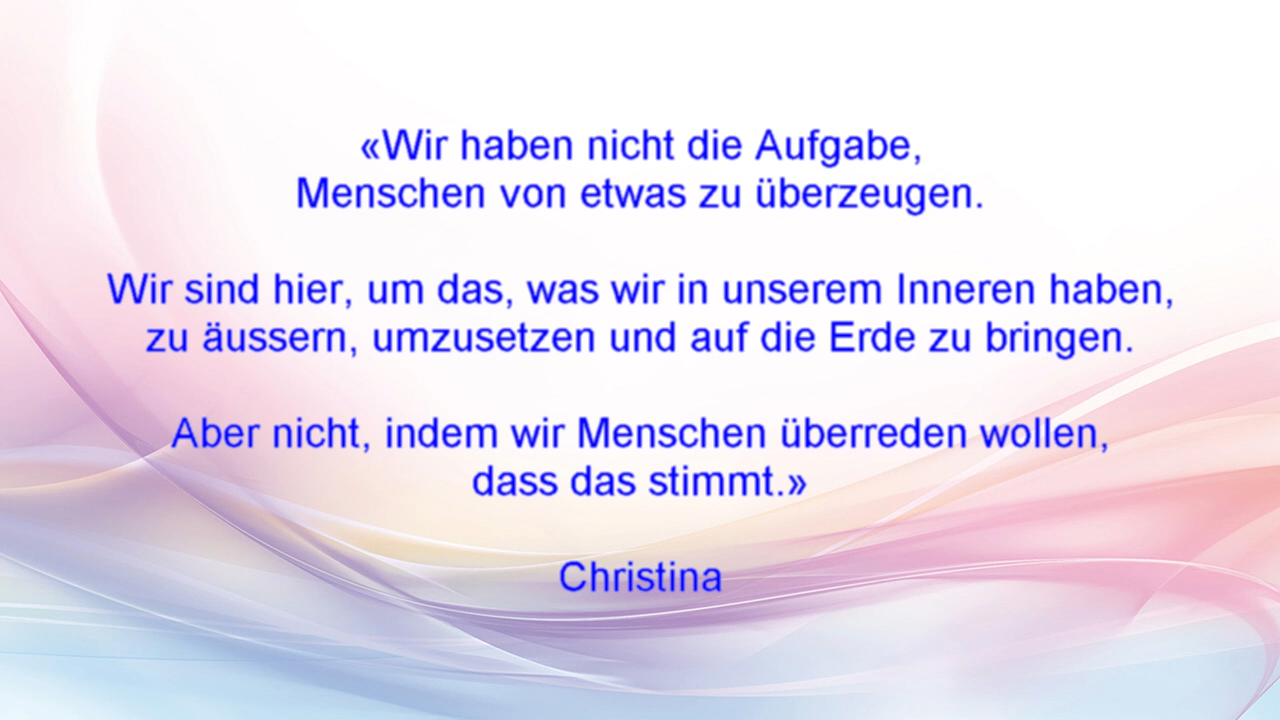 «Wir haben nicht die Aufgabe,
Menschen von etwas zu überzeugen.
Wir sind hier, um das, was wir in unserem Inneren haben,
zu äussern, umzusetzen und auf die Erde zu bringen.
Aber nicht, indem wir Menschen überreden wollen,
dass das stimmt.»
Christina